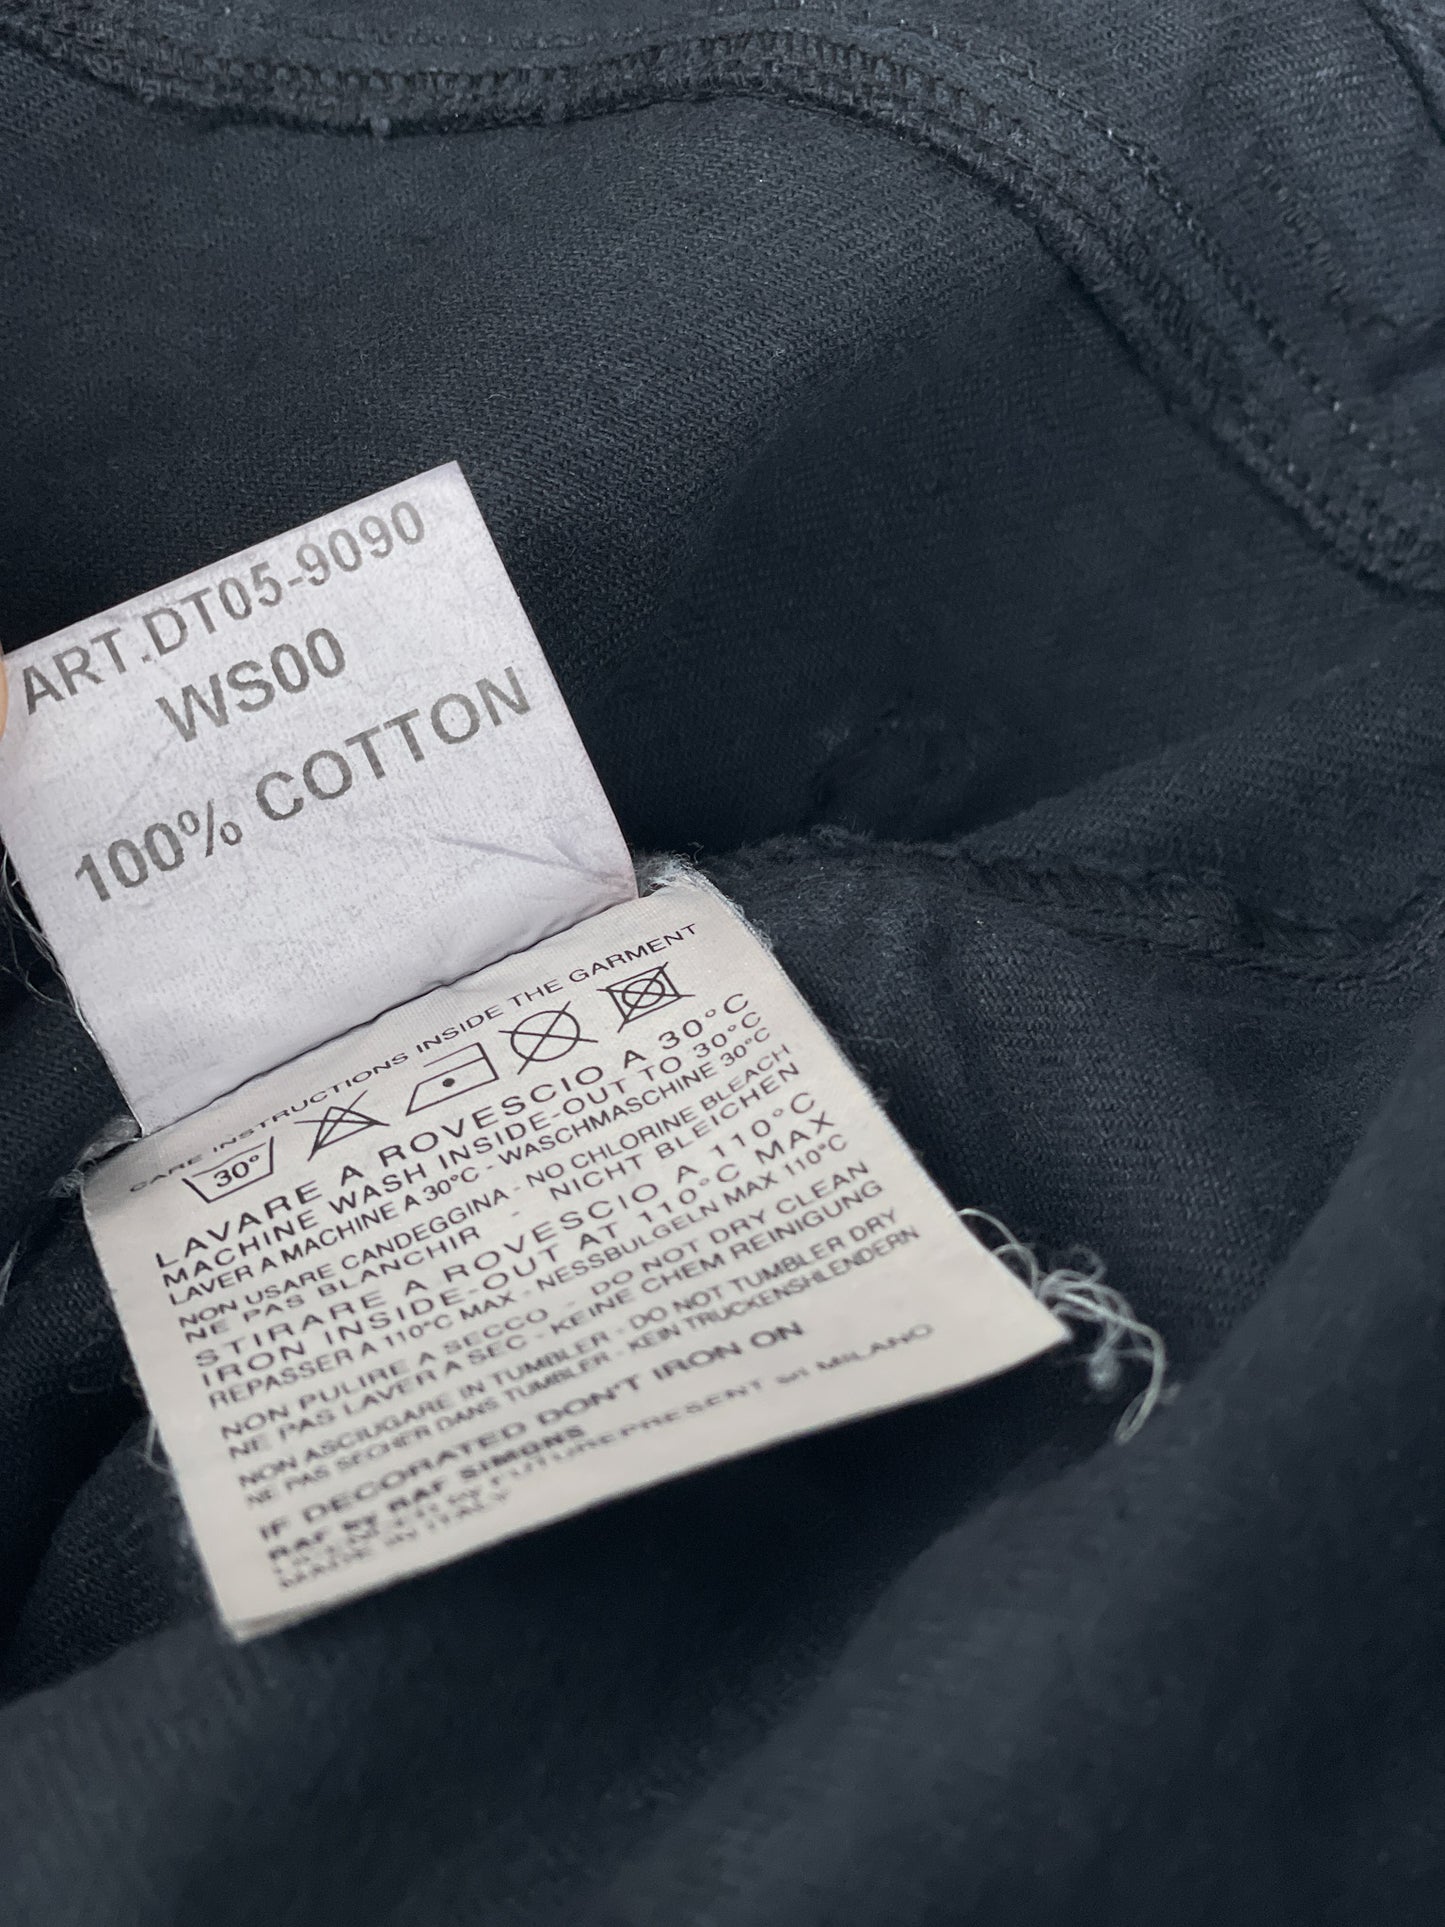 ART.DT05-9090
WS00
100% COTTON
CARE INSTRUCTIONS INSIDE THE GARMENT
30°
LAVARE A ROVESCIO A 30°C
MACHINE WASH INSIDE-OUT TO 30°C
LAVER A MACHINE A 30°C - WASCHMASCHINE 30°C
NON USARE CANDEGGINA - NO CHLORINE BLEACH
NE PAS BLANCHIR - NICHT BLEICHEN
STIRARE A ROVESCIO A 110°C
IRON INSIDE-OUT AT 110°C MAX
REPASSER A 110°C MAX - NESSBULGELN MAX 110°C
NON PULIRE A SECCO - DO NOT DRY CLEAN
NE PAS LAVER A SEC - KEINE CHEM REINIGUNG
NON ASCIUGARE IN TUMBLER - DO NOT TUMBLER DRY
NE PAS SECHER DANS TUMBLER - KEIN TRUCKENSHLENDERN
IF DECORATED DON'T IRON ON
RAF by RAF SIMONS
FUTUREPRESENT srl MILANO
MADE IN ITALY